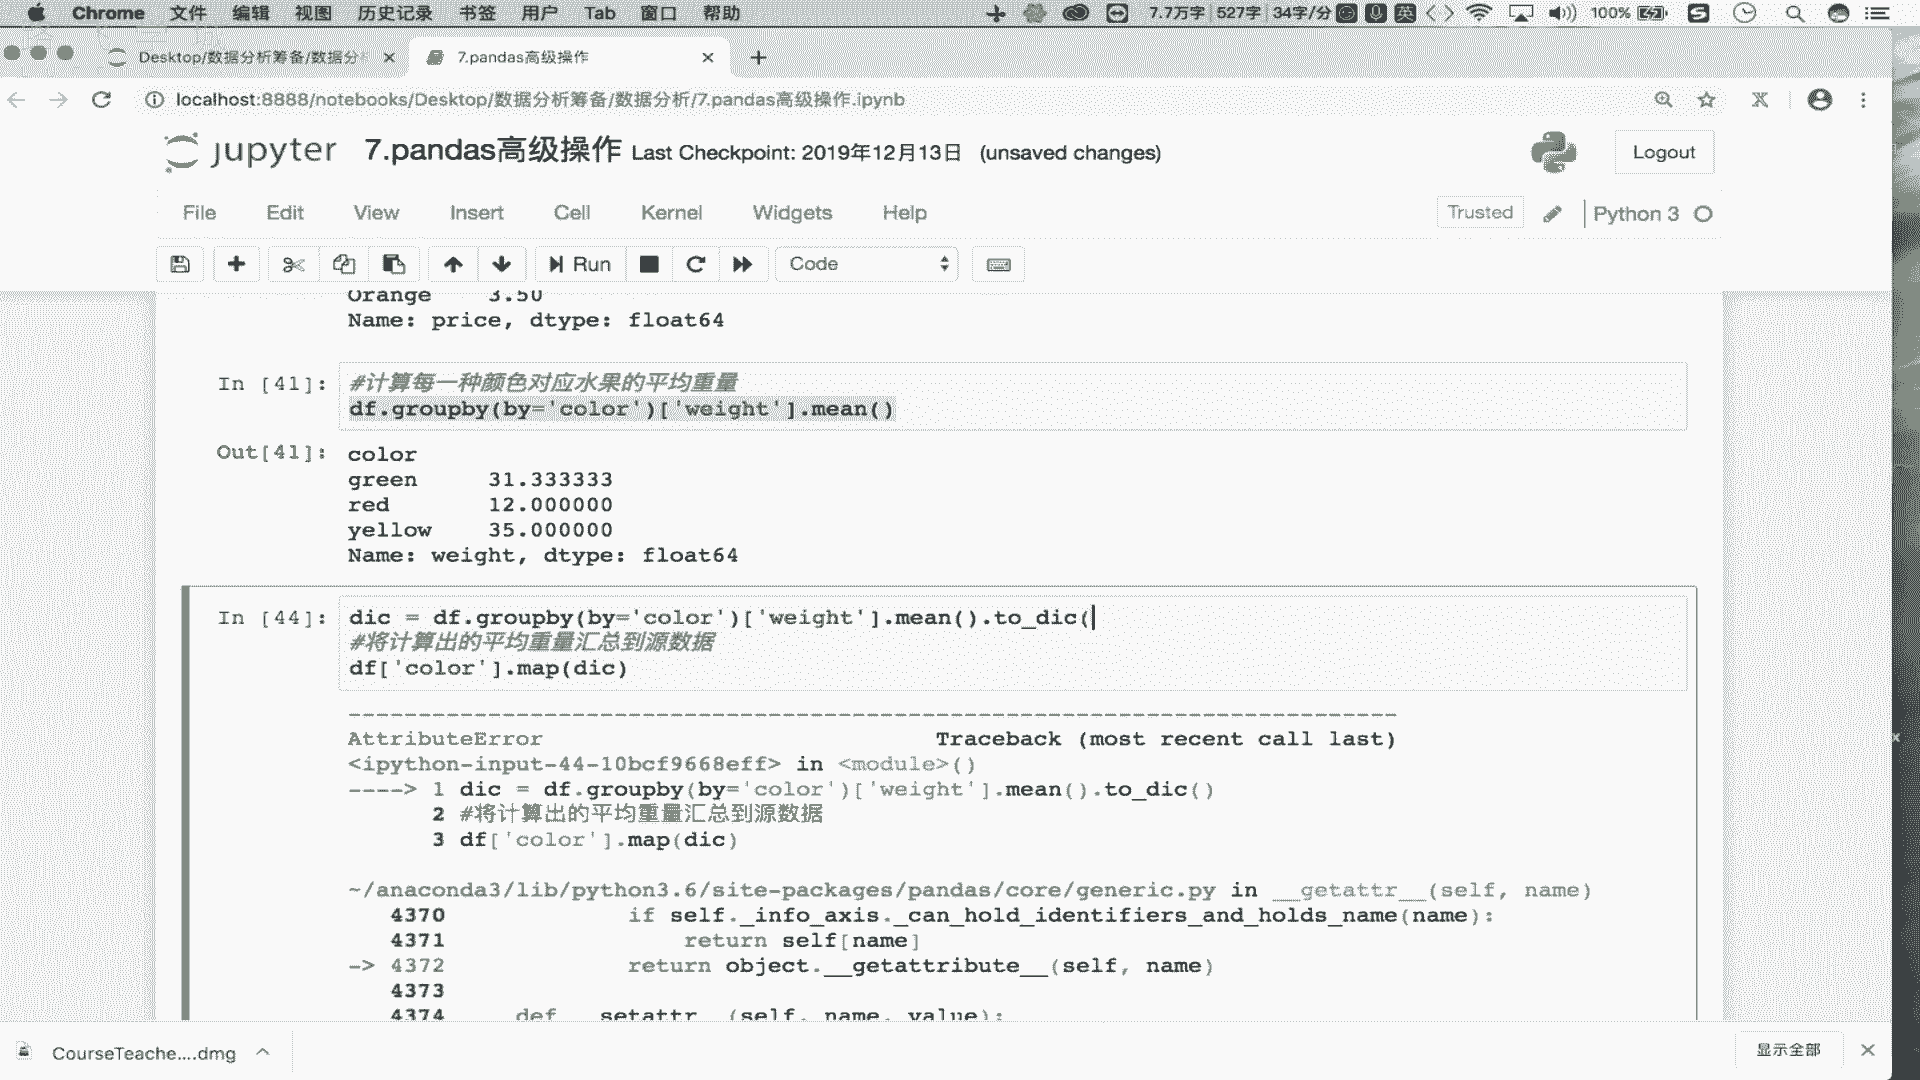 Chrome 文件 编辑 视图 历史记录 书签 用户 Tab 窗口 帮助 7.7万字 527字 34字/分 英 100%
Desktop/数据分析筹备/数据分 7.pandas高级操作
localhost:8888/notebooks/Desktop/数据分析筹备/数据分析/7.pandas高级操作.ipynb
jupyter 7.pandas高级操作 Last Checkpoint: 2019年12月13日 (unsaved changes) Logout
File Edit View Insert Cell Kernel Widgets Help Trusted Python 3
Run Code
Orange 3.50
Name: price, dtype: float64
In [41]: #计算每一种颜色对应水果的平均重量
df.groupby(by='color')['weight'].mean()
Out[41]: color
green 31.333333
red 12.000000
yellow 35.000000
Name: weight, dtype: float64
In [44]: dic = df.groupby(by='color')['weight'].mean().to_dic(
#将计算出的平均重量汇总到源数据
df['color'].map(dic)
---------------------------------------------------------------------------
AttributeError Traceback (most recent call last)
<ipython-input-44-10bcf9668eff> in <module>()
----> 1 dic = df.groupby(by='color')['weight'].mean().to_dic()
2 #将计算出的平均重量汇总到源数据
3 df['color'].map(dic)
~/anaconda3/lib/python3.6/site-packages/pandas/core/generic.py in __getattr__(self, name)
4370 if self._info_axis._can_hold_identifiers_and_holds_name(name):
4371 return self[name]
-> 4372 return object.__getattribute__(self, name)
4373
4374 def __setattr__(self, name, value):
CourseTeache....dmg 显示全部